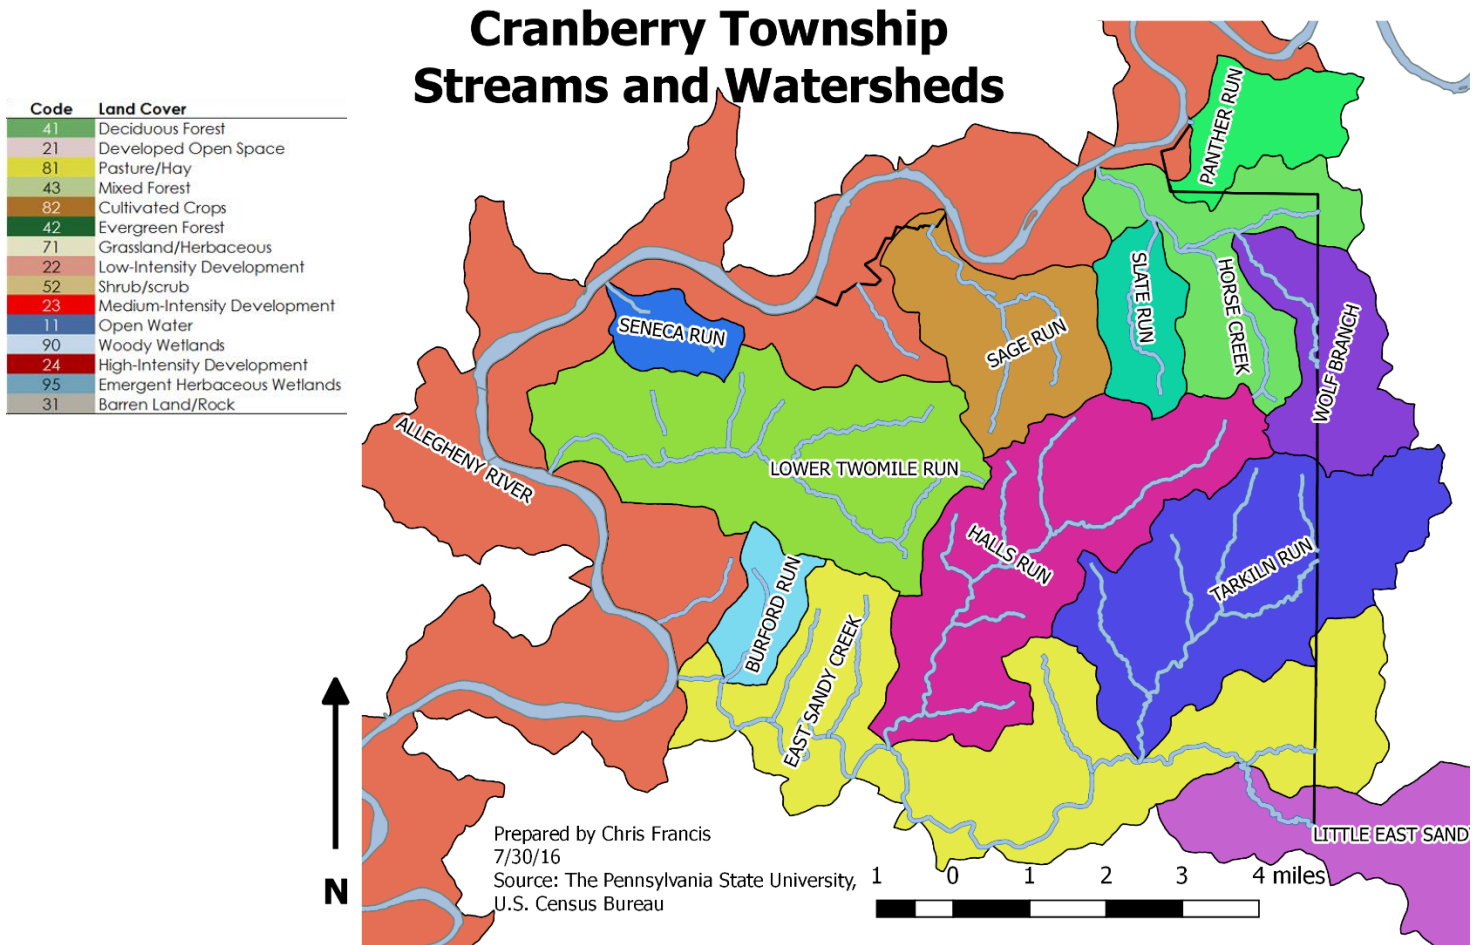 Cranberry Township
Streams and Watersheds
Code Land Cover
41 Deciduous Forest
21 Developed Open Space
81 Pasture/Hay
43 Mixed Forest
82 Cultivated Crops
42 Evergreen Forest
71 Grassland/Herbaceous
22 Low-Intensity Development
52 Shrub/scrub
23 Medium-Intensity Development
11 Open Water
90 Woody Wetlands
24 High-Intensity Development
95 Emergent Herbaceous Wetlands
31 Barren Land/Rock
PANTHER RUN
SLATE RUN
HORSE CREEK
WOLF BRANCH
SENECA RUN
SAGE RUN
ALLEGHENY RIVER
LOWER TWOMILE RUN
HALLS RUN
TARKILN RUN
BURFORD RUN
EAST SANDY CREEK
LITTLE EAST SAND
N
Prepared by Chris Francis
7/30/16
Source: The Pennsylvania State University,
U.S. Census Bureau
1 0 1 2 3 4 miles